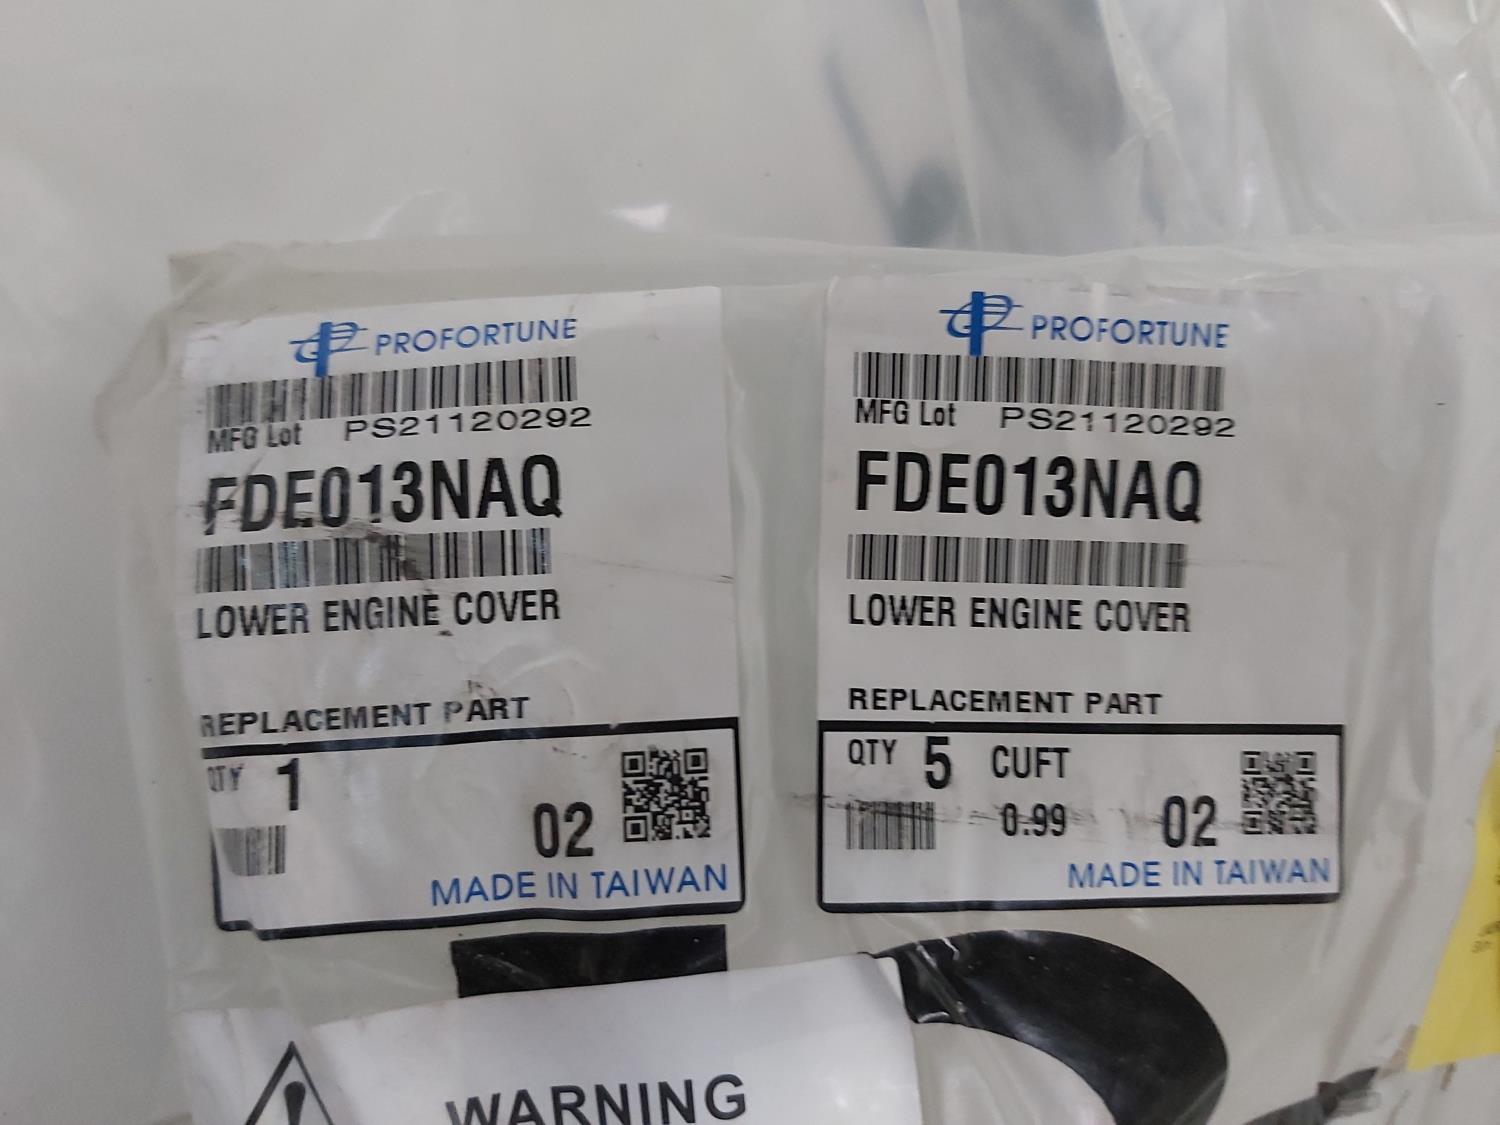 PROFORTUNE
MFG Lot PS21120292
FDE013NAQ
LOWER ENGINE COVER
REPLACEMENT PART
QTY 1
02
MADE IN TAIWAN
PROFORTUNE
MFG Lot PS21120292
FDE013NAQ
LOWER ENGINE COVER
REPLACEMENT PART
QTY 5 CUFT
0.99 02
MADE IN TAIWAN
WARNING